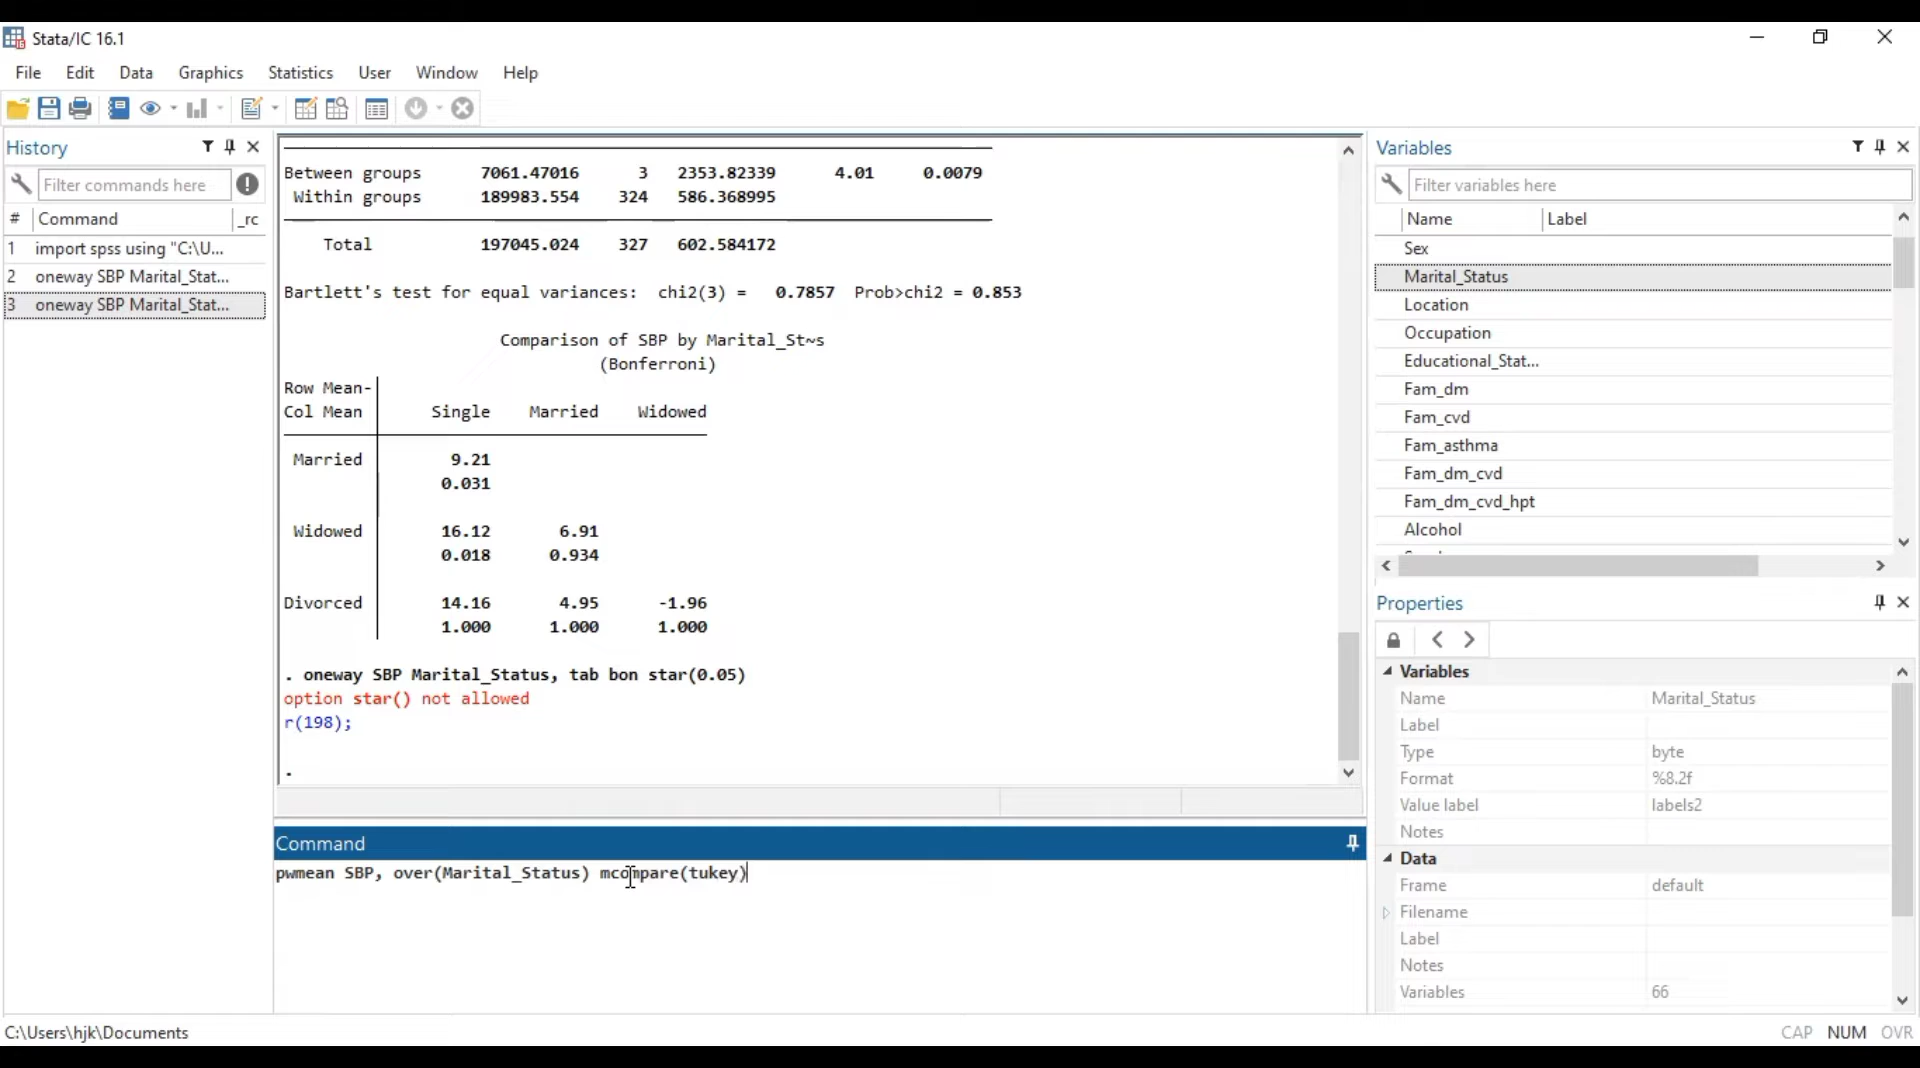 Stata/IC 16.1
File Edit Data Graphics Statistics User Window Help
History
Filter commands here
# Command _rc
1 import spss using "C:\U...
2 oneway SBP Marital_Stat...
3 oneway SBP Marital_Stat...
Between groups 7061.47016 3 2353.82339 4.01 0.0079
Within groups 189983.554 324 586.368995
Total 197045.024 327 602.584172
Bartlett's test for equal variances: chi2(3) = 0.7857 Prob>chi2 = 0.853
Comparison of SBP by Marital_St~s
(Bonferroni)
Row Mean-
Col Mean Single Married Widowed
Married 9.21
0.031
Widowed 16.12 6.91
0.018 0.934
Divorced 14.16 4.95 -1.96
1.000 1.000 1.000
. oneway SBP Marital_Status, tab bon star(0.05)
option star() not allowed
r(198);
.
Command
pwmean SBP, over(Marital_Status) mcompare(tukey)
Variables
Filter variables here
Name Label
Sex
Marital_Status
Location
Occupation
Educational_Stat...
Fam_dm
Fam_cvd
Fam_asthma
Fam_dm_cvd
Fam_dm_cvd_hpt
Alcohol
Properties
Variables
Name Marital_Status
Label
Type byte
Format %8.2f
Value label labels2
Notes
Data
Frame default
Filename
Label
Notes
Variables 66
C:\Users\hjk\Documents
CAP NUM OVR